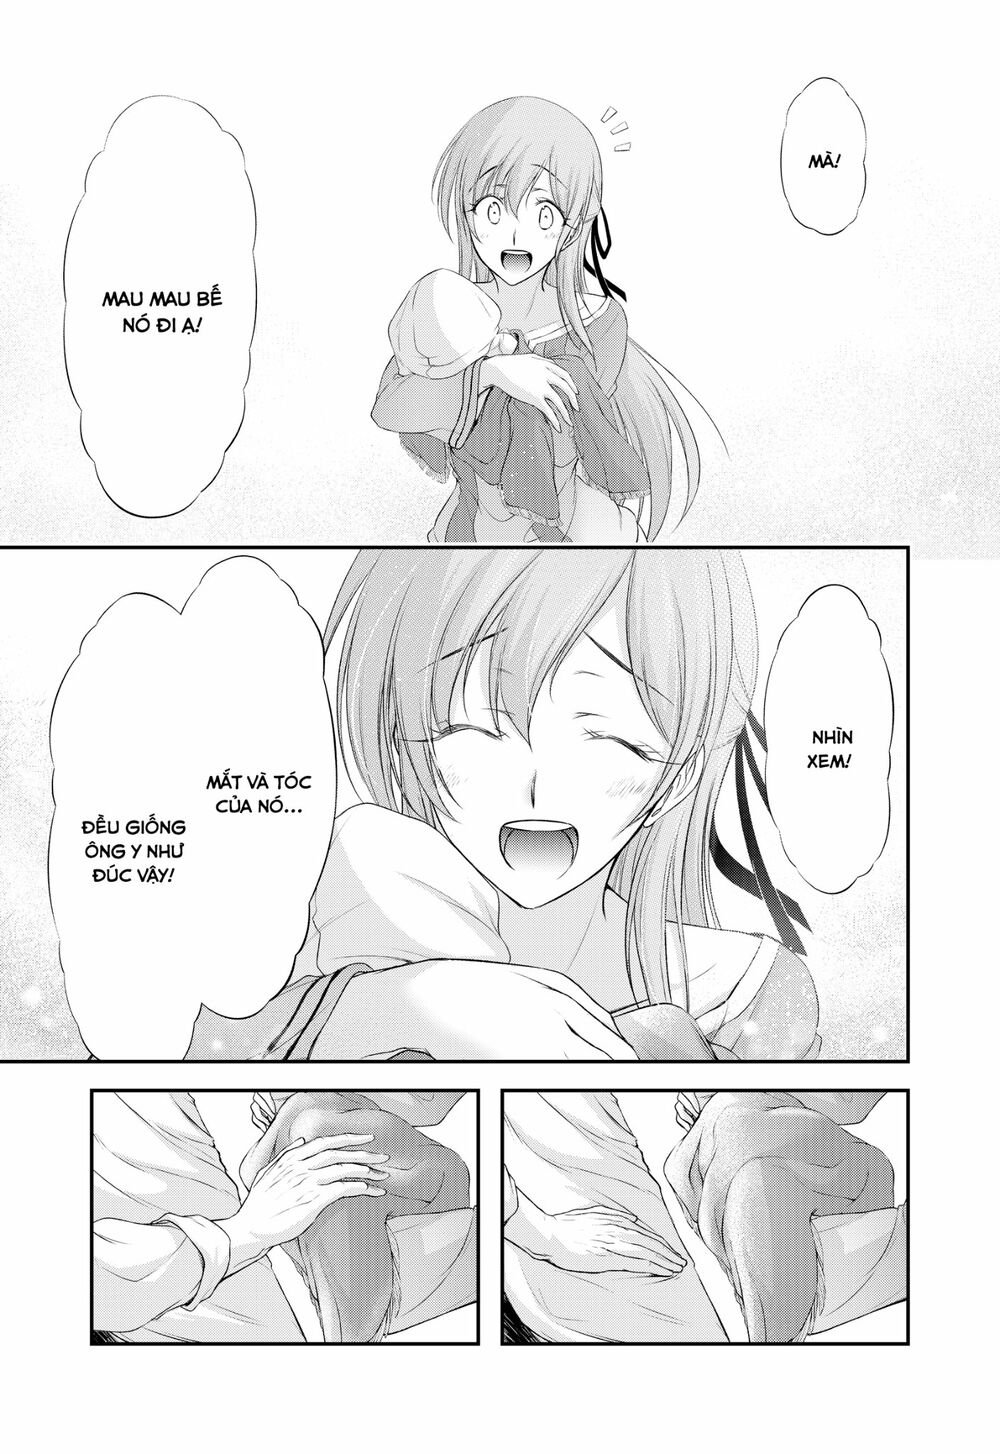 MÀ!
MAU MAU BẾ
NÓ ĐI Ạ!
NHÌN
XEM!
MẮT VÀ TÓC
CỦA NÓ...
ĐỀU GIỐNG
ÔNG Y NHƯ
ĐÚC VẬY!